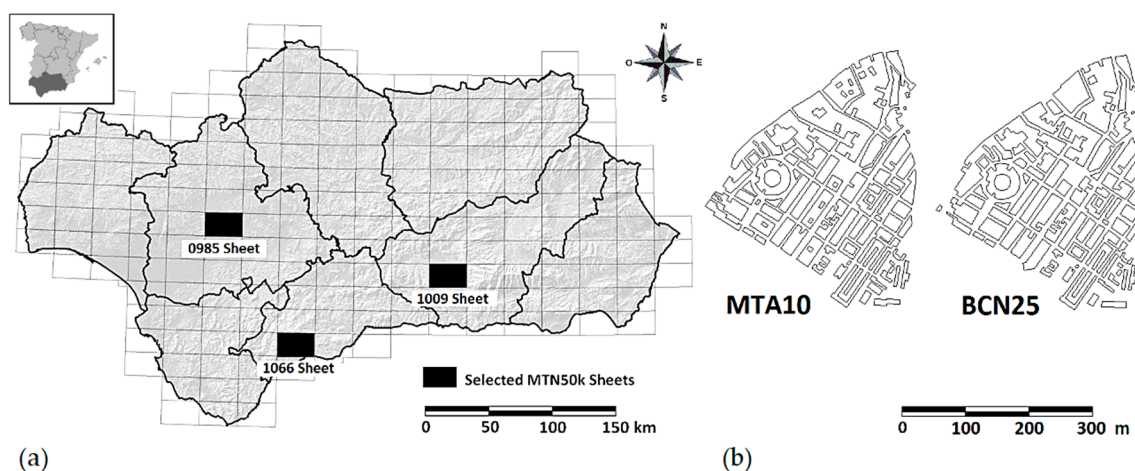 N
O E
S
0985 Sheet
1009 Sheet
1066 Sheet
Selected MTN50k Sheets
0 50 100 150 km
(a)
MTA10 BCN25
0 100 200 300 m
(b)